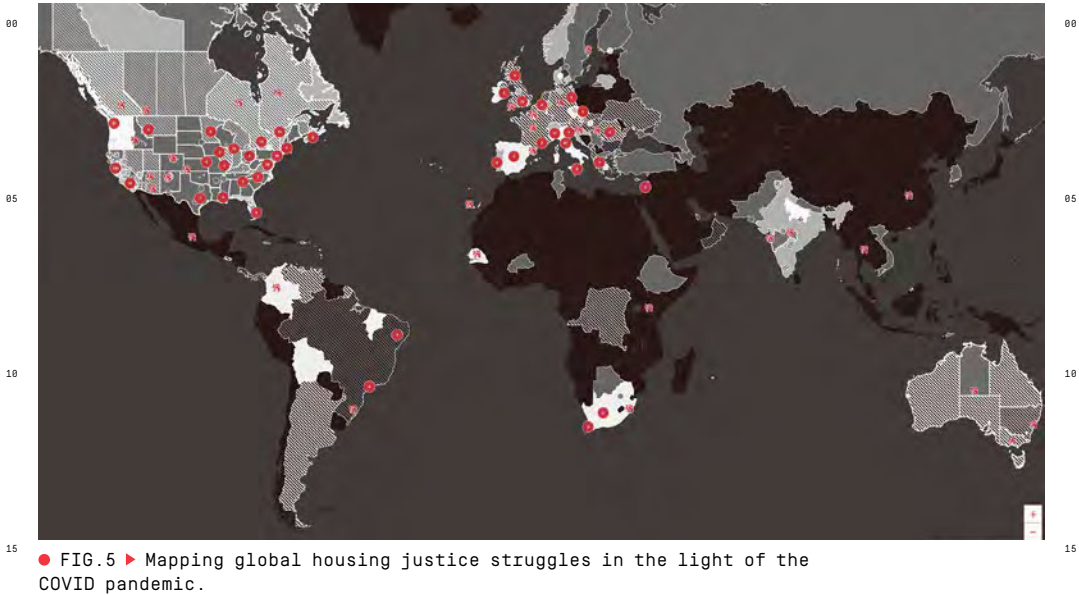 00 00
05 05
10 10
15 15
● FIG.5 ▶ Mapping global housing justice struggles in the light of the
COVID pandemic.